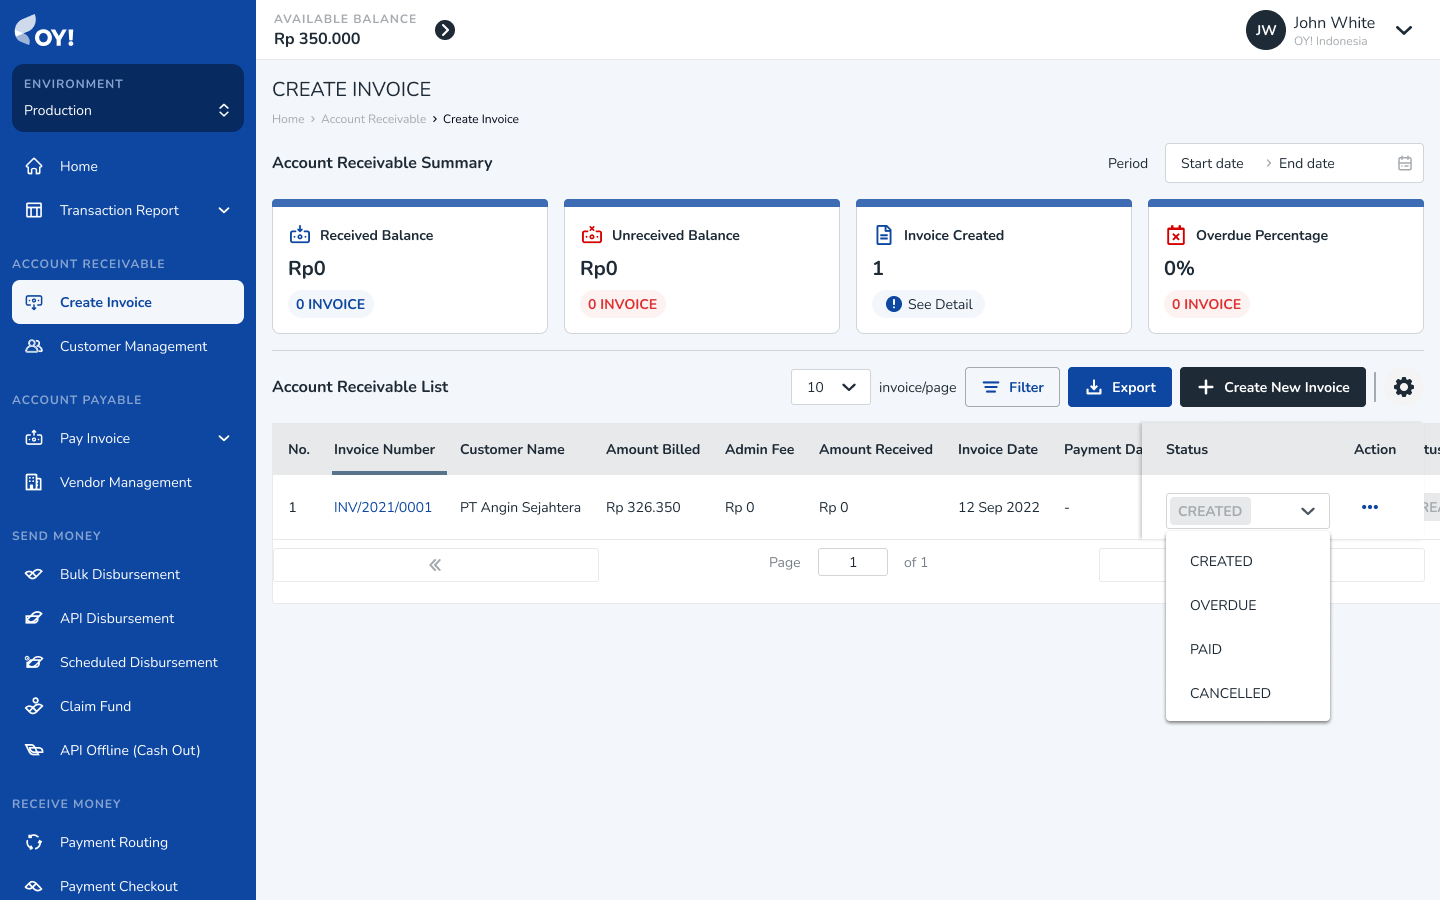 OY!
ENVIRONMENT
Production
Home
Transaction Report
ACCOUNT RECEIVABLE
Create Invoice
Customer Management
ACCOUNT PAYABLE
Pay Invoice
Vendor Management
SEND MONEY
Bulk Disbursement
API Disbursement
Scheduled Disbursement
Claim Fund
API Offline (Cash Out)
RECEIVE MONEY
Payment Routing
Payment Checkout
AVAILABLE BALANCE
Rp 350.000
JW
John White
OY! Indonesia
CREATE INVOICE
Home > Account Receivable > Create Invoice
Account Receivable Summary
Period Start date > End date
Received Balance
Rp0
0 INVOICE
Unreceived Balance
Rp0
0 INVOICE
Invoice Created
1
See Detail
Overdue Percentage
0%
0 INVOICE
Account Receivable List
10 invoice/page Filter Export Create New Invoice
No. Invoice Number Customer Name Amount Billed Admin Fee Amount Received Invoice Date Payment Da Status Action tus
1 INV/2021/0001 PT Angin Sejahtera Rp 326.350 Rp 0 Rp 0 12 Sep 2022 - CREATED
Page 1 of 1
CREATED
OVERDUE
PAID
CANCELLED